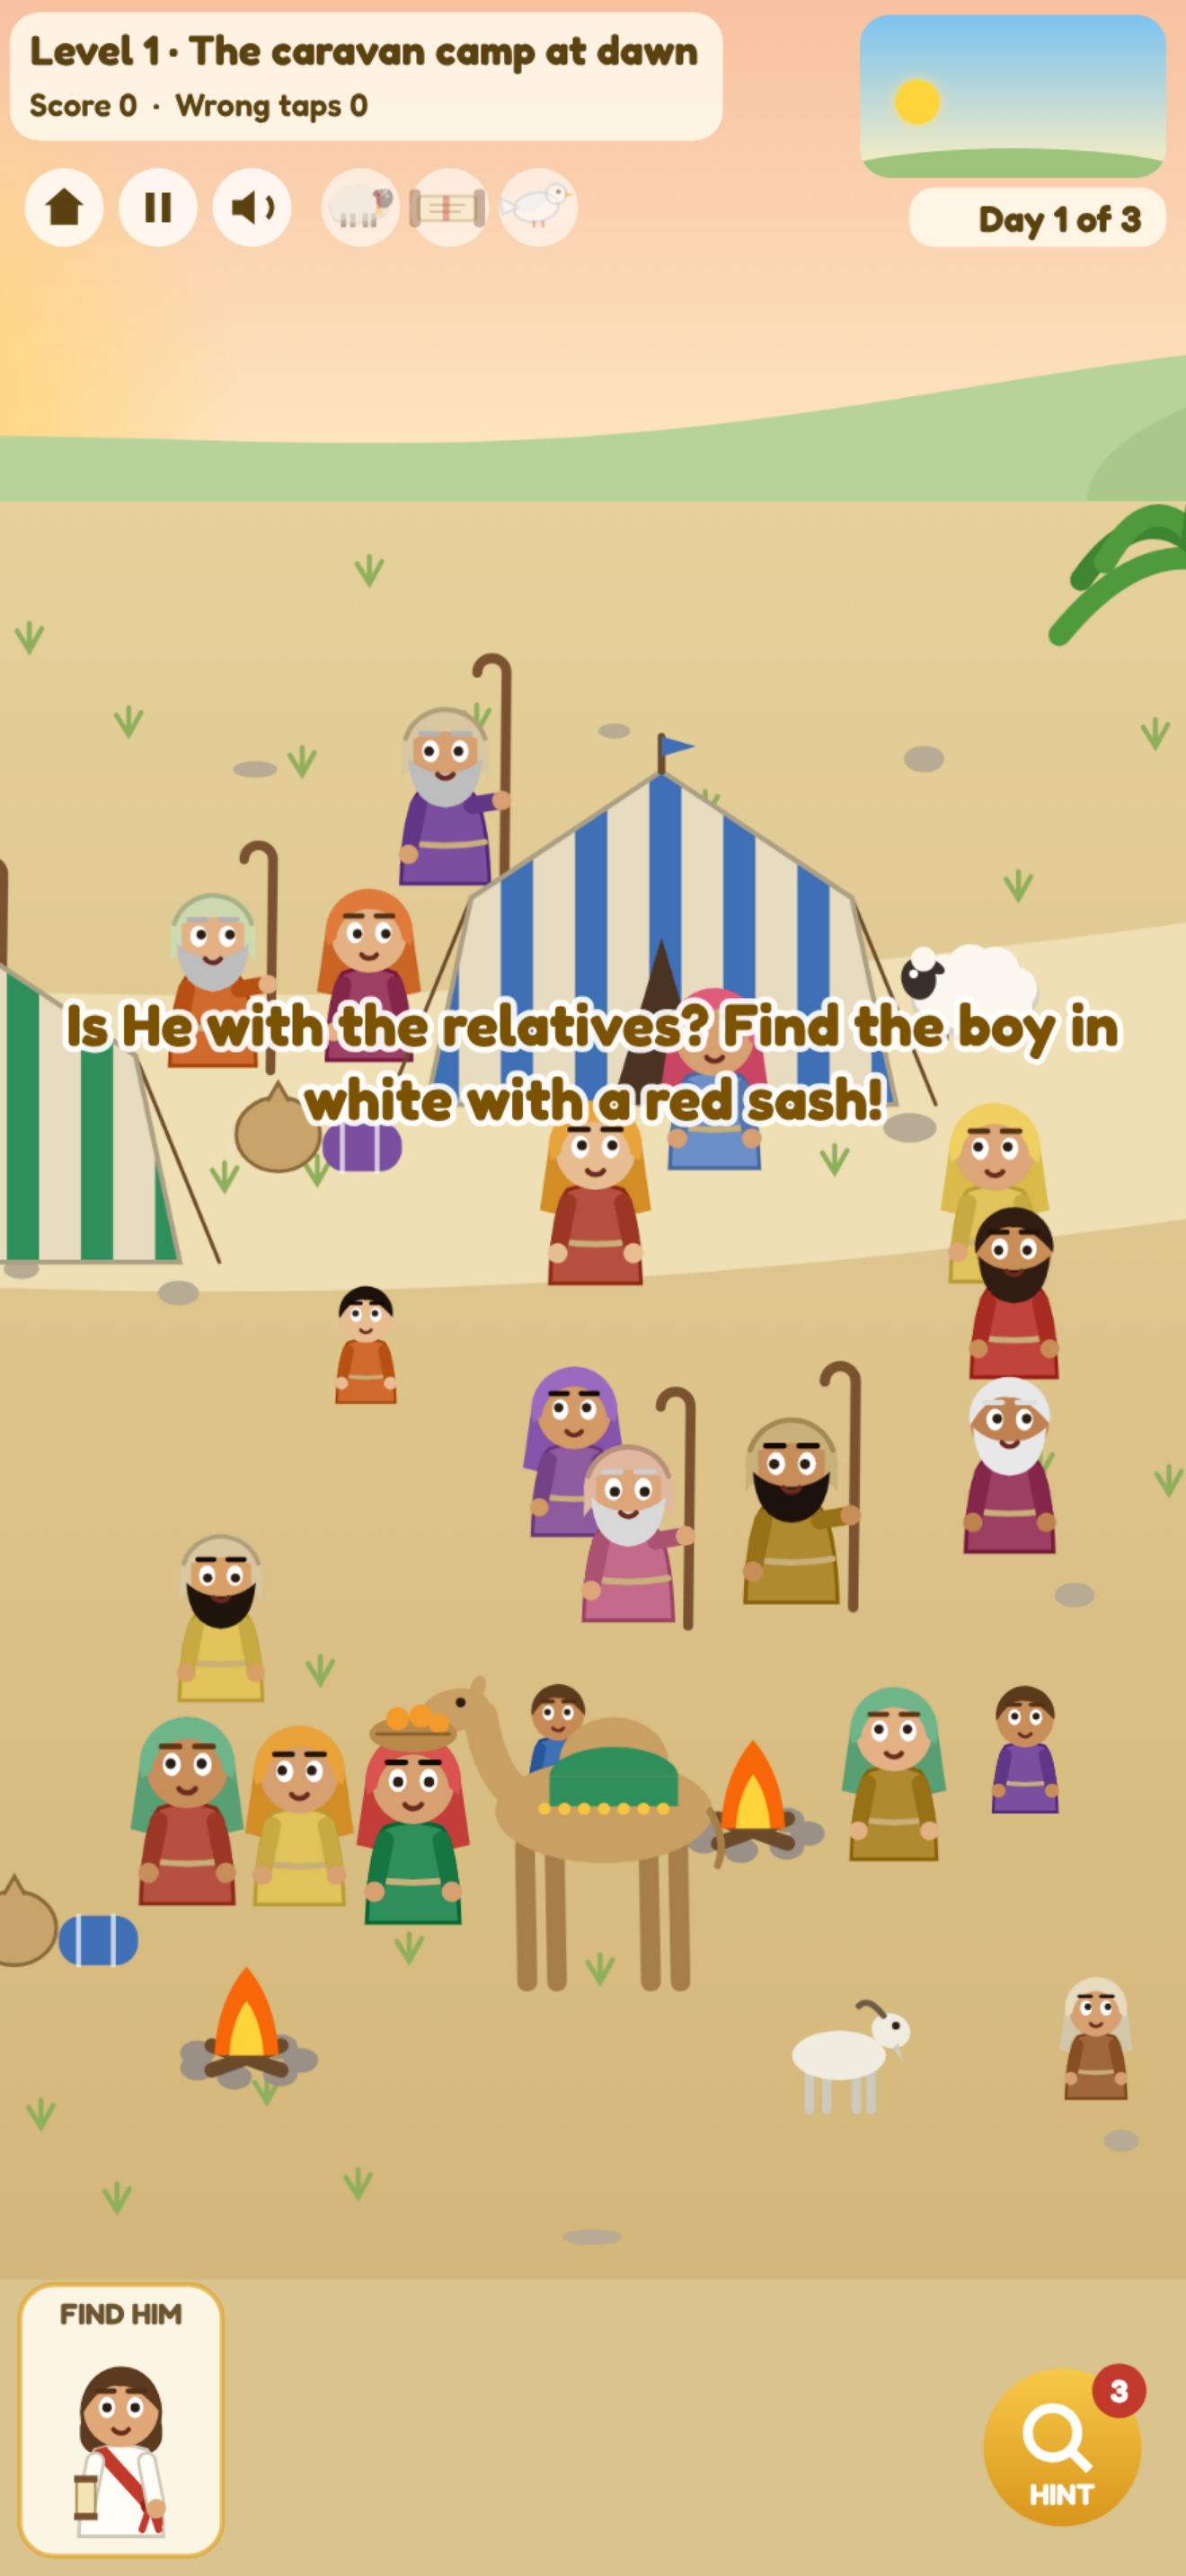 Level 1 · The caravan camp at dawn
Score 0 · Wrong taps 0
Day 1 of 3
Is He with the relatives? Find the boy in
white with a red sash!
FIND HIM
3
HINT